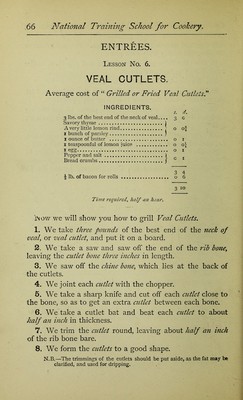 66 National Training School for Cookery.
ENTRÉES.
Lesson No. 6.
VEAL CUTLETS.
Average cost of "Grilled or Fried Veal Cutlets."
INGREDIENTS.
s. d.
3 lbs. of the best end of the neck of veal.... 3 6
Savory thyme
A very little lemon rind 0 0½
1 bunch of parsley
1 ounce of butter 0 1
1 teaspoonful of lemon juice 0 0½
1 egg 0 1
Pepper and salt
Bread crumbs 0 1
3 4
½ lb. of bacon for rolls 0 6
3 10
Time required, half an hour.
Now we will show you how to grill Veal Cutlets.
1. We take three pounds of the best end of the neck of
veal, or veal cutlet, and put it on a board.
2. We take a saw and saw off the end of the rib bone,
leaving the cutlet bone three inches in length.
3. We saw off the chine bone, which lies at the back of
the cutlets.
4. We joint each cutlet with the chopper.
5. We take a sharp knife and cut off each cutlet close to
the bone, so as to get an extra cutlet between each bone.
6. We take a cutlet bat and beat each cutlet to about
half an inch in thickness.
7. We trim the cutlet round, leaving about half an inch
of the rib bone bare.
8. We form the cutlets to a good shape.
N.B.—The trimmings of the cutlets should be put aside, as the fat may be
clarified, and used for dripping.